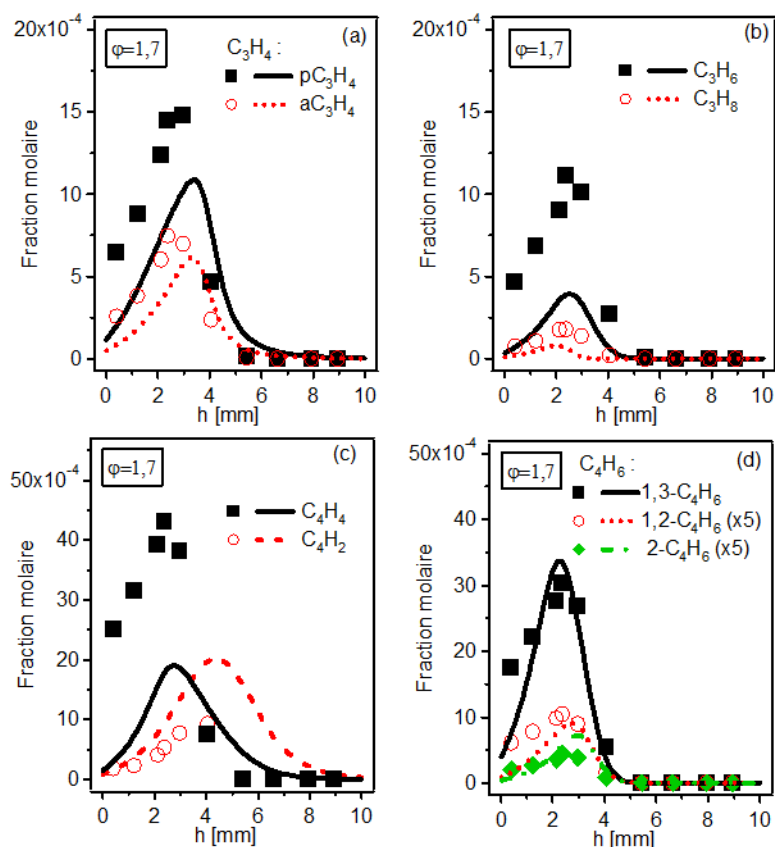 20x10⁻⁴
φ=1,7
C₃H₄ :
(a)
pC₃H₄
aC₃H₄
15
10
5
0
Fraction molaire
0 2 4 6 8 10
h [mm]
20x10⁻⁴
φ=1,7
(b)
C₃H₆
C₃H₈
15
10
5
0
Fraction molaire
0 2 4 6 8 10
h [mm]
50x10⁻⁴
φ=1,7
(c)
C₄H₄
C₄H₂
40
30
20
10
0
Fraction molaire
0 2 4 6 8 10
h [mm]
50x10⁻⁴
φ=1,7
C₄H₆ :
(d)
1,3-C₄H₆
1,2-C₄H₆ (x5)
2-C₄H₆ (x5)
40
30
20
10
0
Fraction molaire
0 2 4 6 8 10
h [mm]